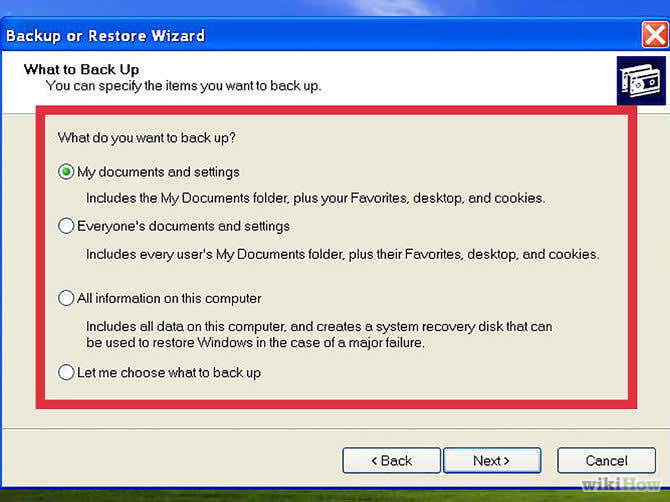 Backup or Restore Wizard
What to Back Up
You can specify the items you want to back up.
What do you want to back up?
My documents and settings
Includes the My Documents folder, plus your Favorites, desktop, and cookies.
Everyone's documents and settings
Includes every user's My Documents folder, plus their Favorites, desktop, and cookies.
All information on this computer
Includes all data on this computer, and creates a system recovery disk that can
be used to restore Windows in the case of a major failure.
Let me choose what to back up
< Back
Next >
Cancel
wikiHow